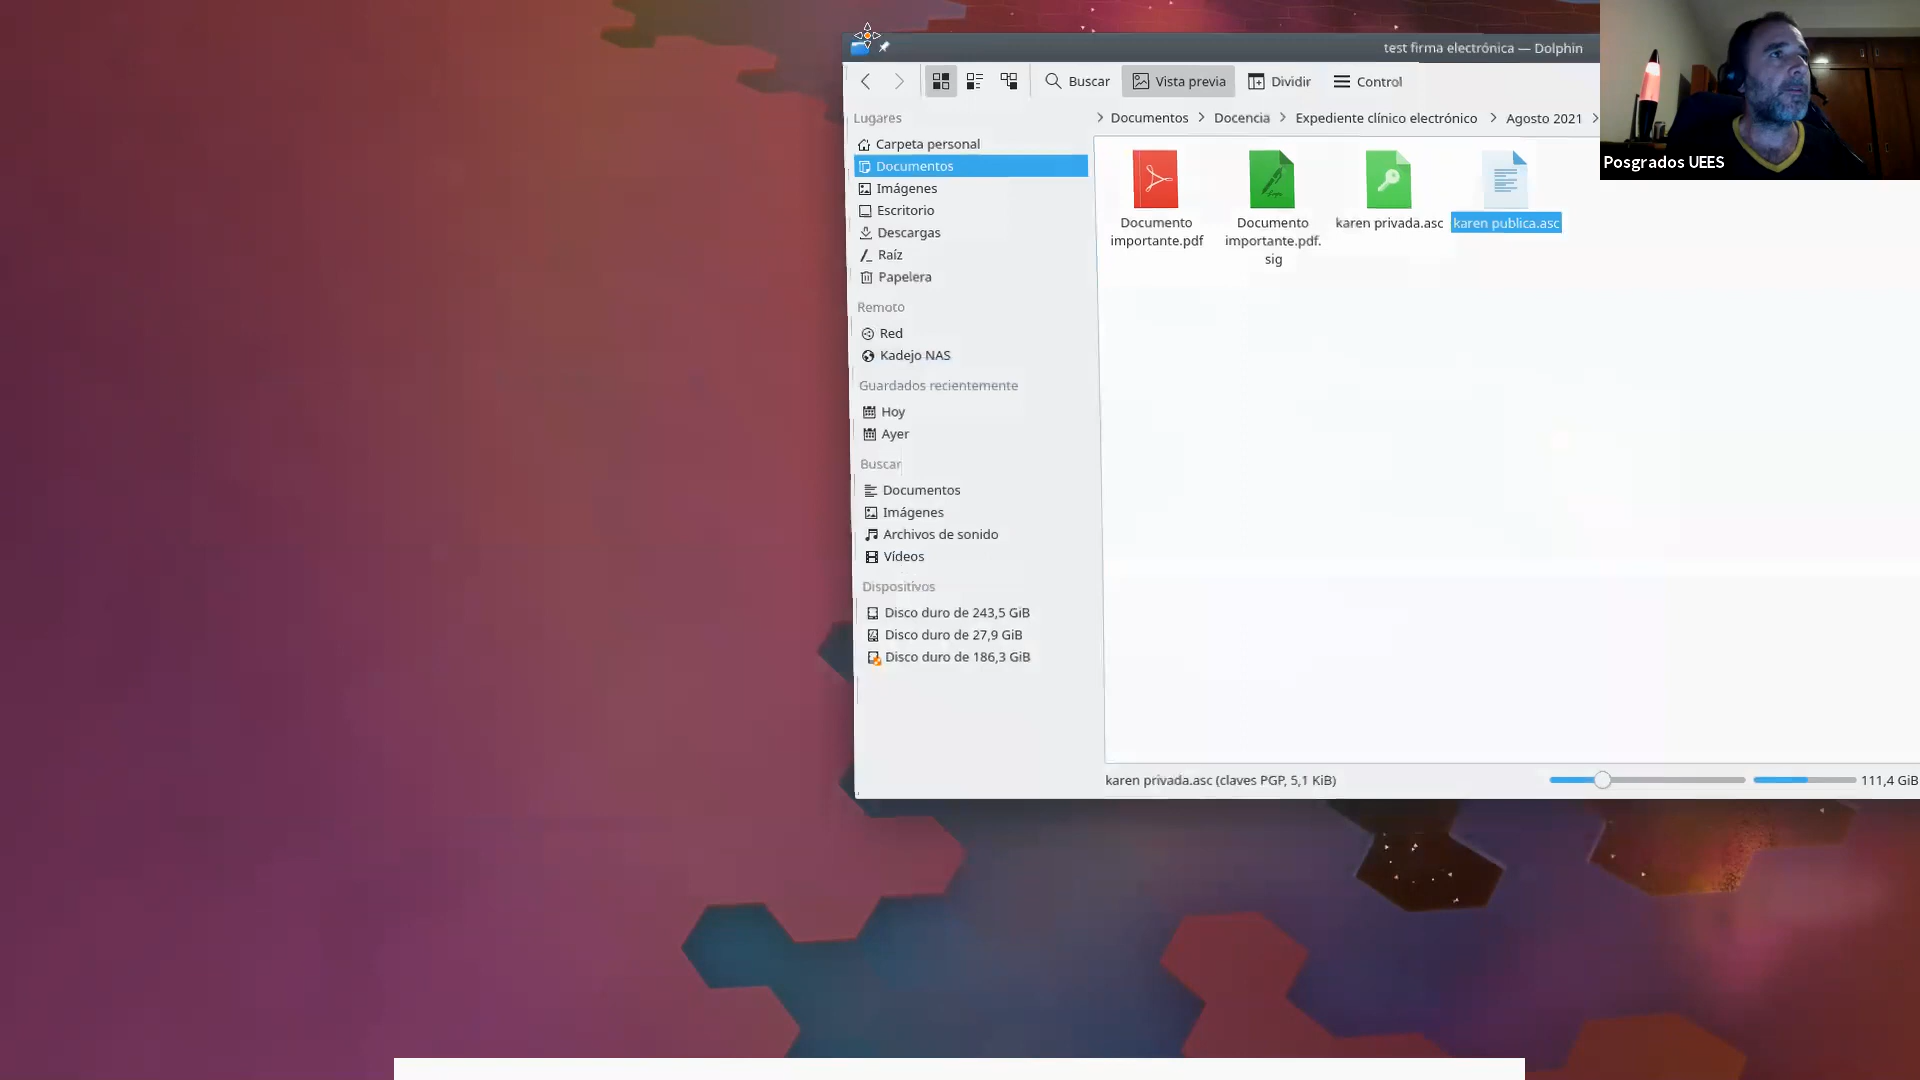 test firma electrónica — Dolphin
Buscar
Vista previa
Dividir
Control
Lugares
Carpeta personal
Documentos
Imágenes
Escritorio
Descargas
Raíz
Papelera
Remoto
Red
Kadejo NAS
Guardados recientemente
Hoy
Ayer
Buscar
Documentos
Imágenes
Archivos de sonido
Vídeos
Dispositivos
Disco duro de 243,5 GiB
Disco duro de 27,9 GiB
Disco duro de 186,3 GiB
Documentos > Docencia > Expediente clínico electrónico > Agosto 2021 >
Documento
importante.pdf
Documento
importante.pdf.
sig
karen privada.asc
karen publica.asc
karen privada.asc (claves PGP, 5,1 KiB)
111,4 GiB
Posgrados UEES